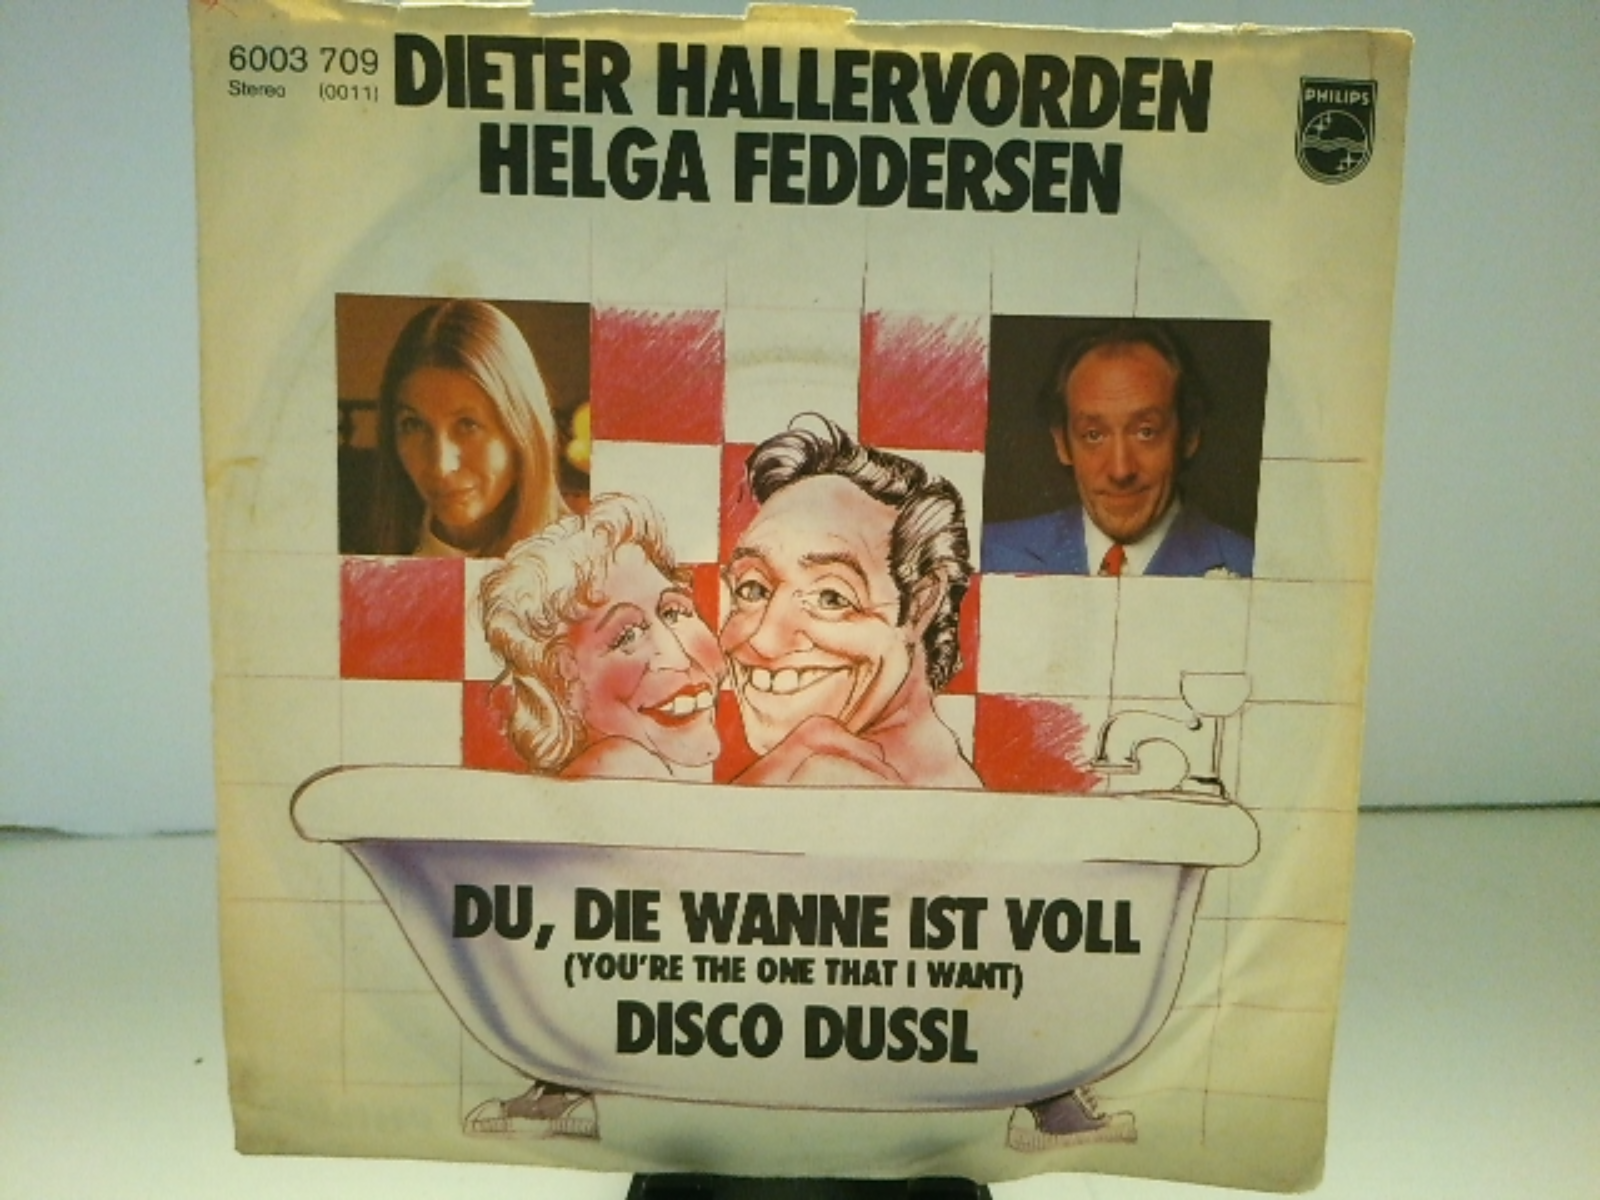 6003 709
Stereo (0011)
DIETER HALLERVORDEN
HELGA FEDDERSEN
PHILIPS
DU, DIE WANNE IST VOLL
(YOU'RE THE ONE THAT I WANT)
DISCO DUSSL